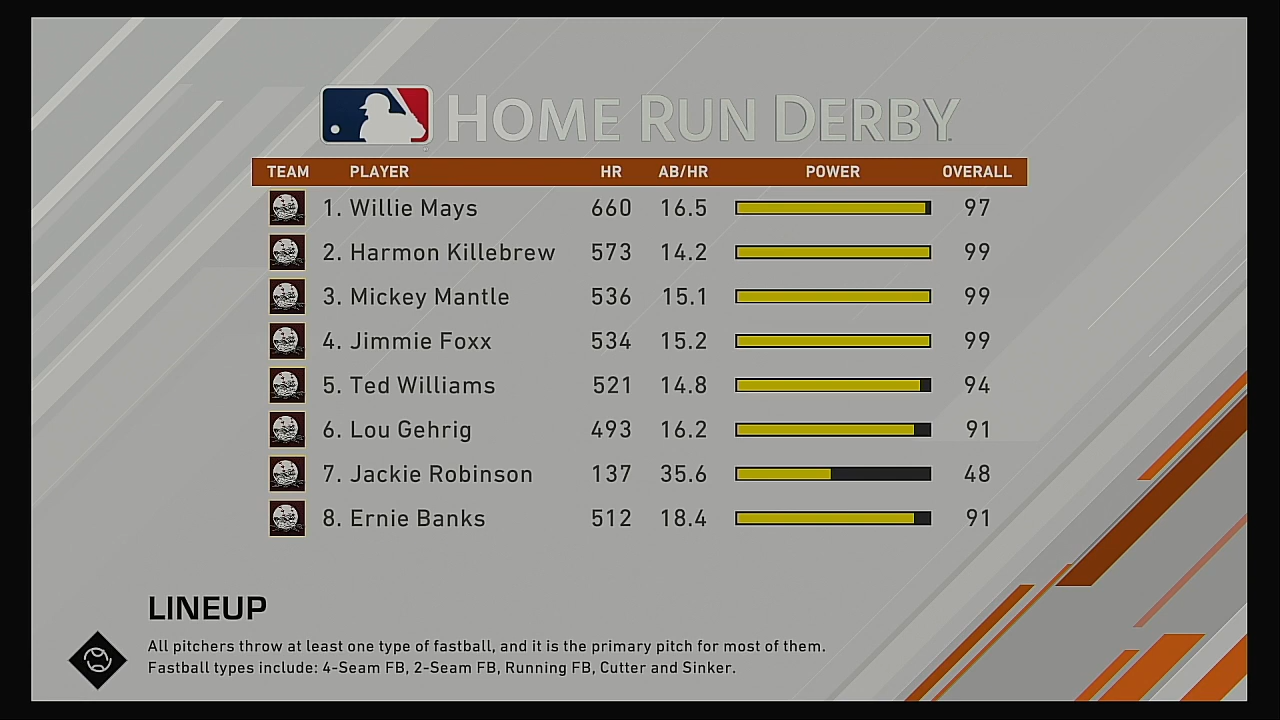 HOME RUN DERBY
TEAM PLAYER HR AB/HR POWER OVERALL
1. Willie Mays 660 16.5 97
2. Harmon Killebrew 573 14.2 99
3. Mickey Mantle 536 15.1 99
4. Jimmie Foxx 534 15.2 99
5. Ted Williams 521 14.8 94
6. Lou Gehrig 493 16.2 91
7. Jackie Robinson 137 35.6 48
8. Ernie Banks 512 18.4 91
LINEUP
All pitchers throw at least one type of fastball, and it is the primary pitch for most of them.
Fastball types include: 4-Seam FB, 2-Seam FB, Running FB, Cutter and Sinker.